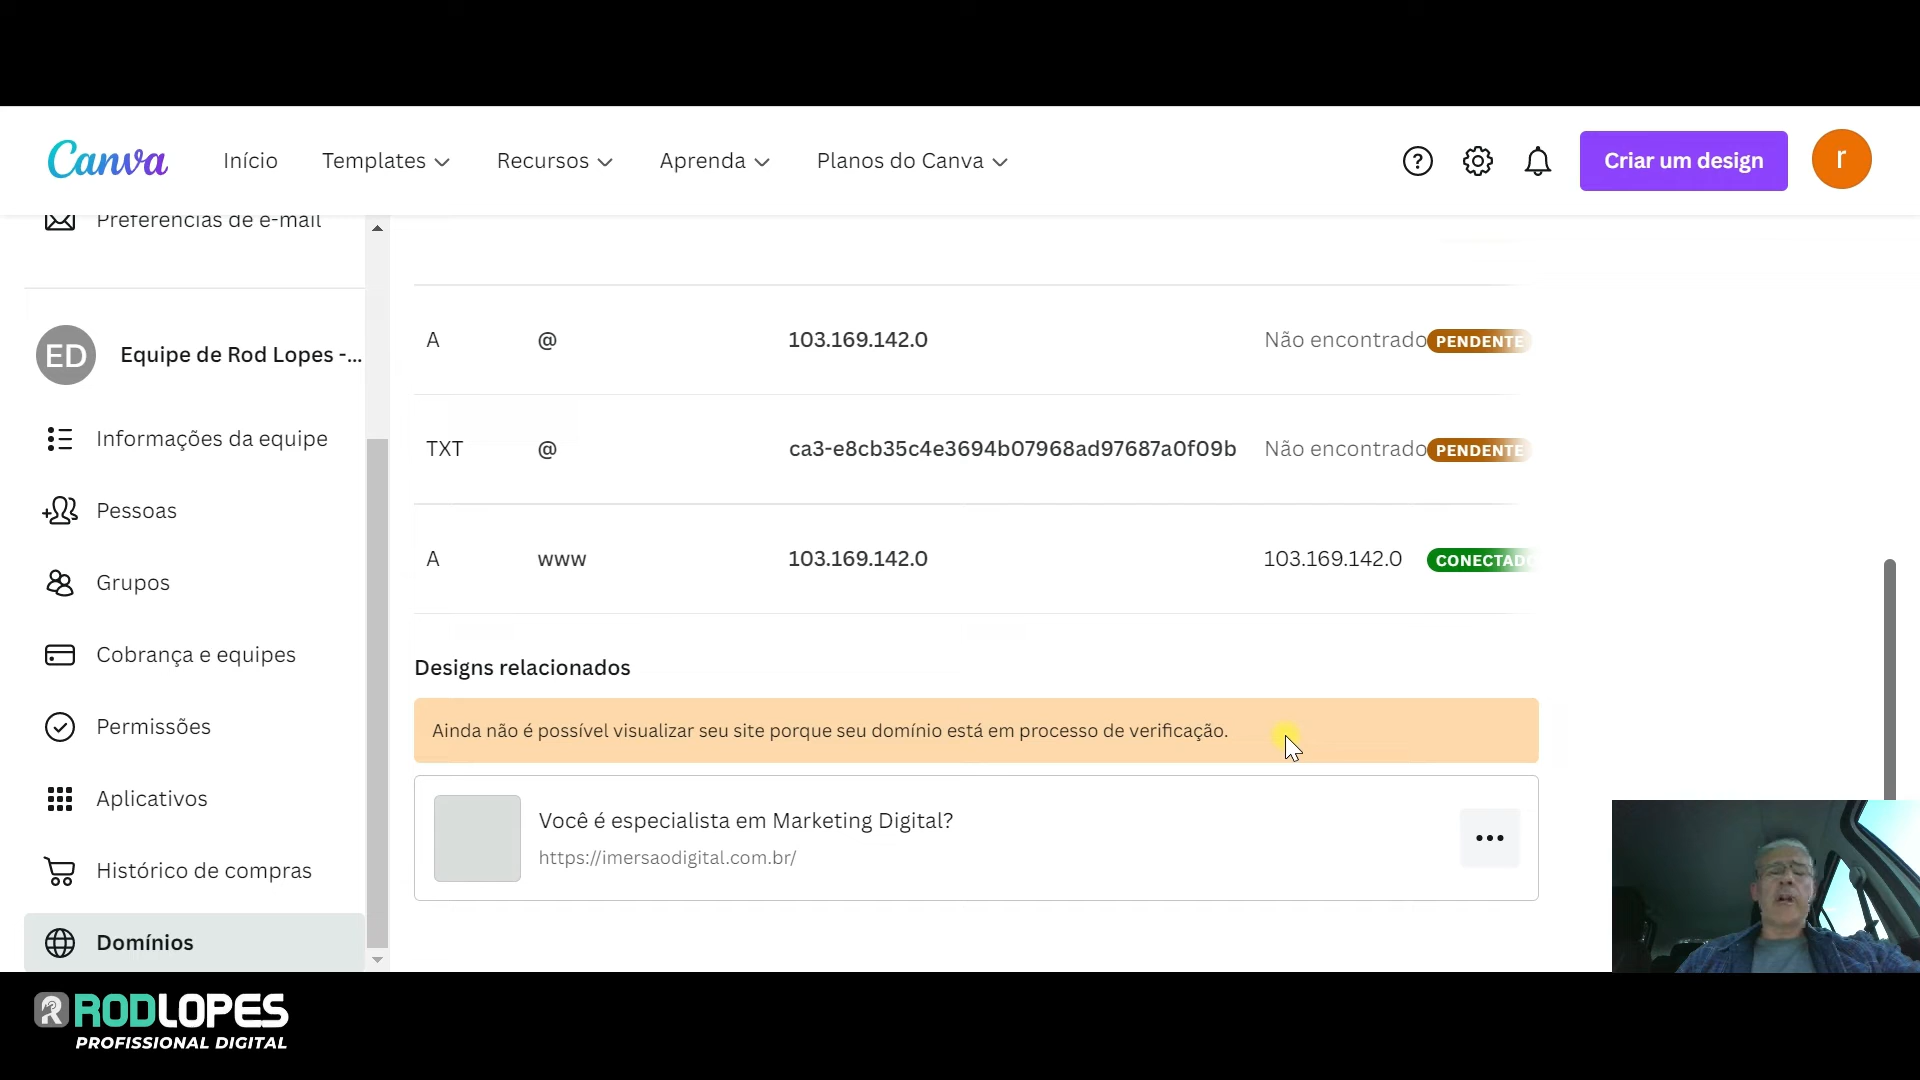 Canva Início Templates Recursos Aprenda Planos do Canva ? Criar um design r
Preferências de e-mail
ED Equipe de Rod Lopes -...
Informações da equipe
Pessoas
Grupos
Cobrança e equipes
Permissões
Aplicativos
Histórico de compras
Domínios
A @ 103.169.142.0 Não encontrado PENDENTE
TXT @ ca3-e8cb35c4e3694b07968ad97687a0f09b Não encontrado PENDENTE
A www 103.169.142.0 103.169.142.0 CONECTADO
Designs relacionados
Ainda não é possível visualizar seu site porque seu domínio está em processo de verificação.
Você é especialista em Marketing Digital?
https://imersaodigital.com.br/
RODLOPES
PROFISSIONAL DIGITAL